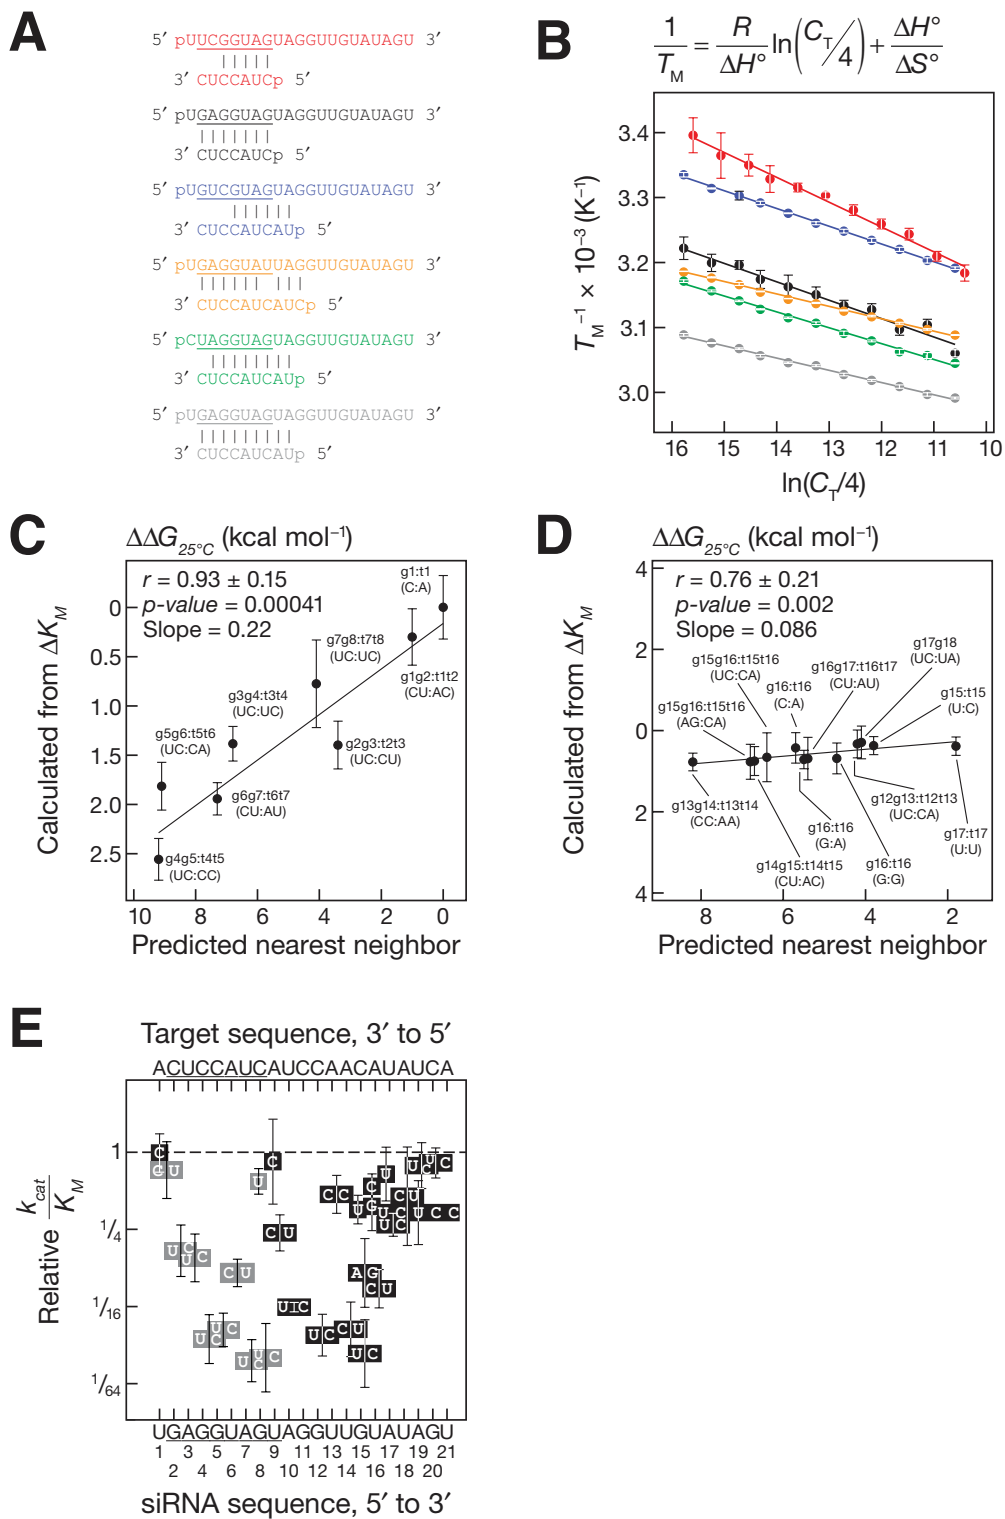 A
5′ pUUCGGUAGUAGGUUGUAUAGU 3′
3′ CUCCAUCp 5′
5′ pUGAGGUAGUAGGUUGUAUAGU 3′
3′ CUCCAUCp 5′
5′ pUGUCGUAGUAGGUUGUAUAGU 3′
3′ CUCCAUCAUp 5′
5′ pUGAGGUAUUAGGUUGUAUAGU 3′
3′ CUCCAUCAUCp 5′
5′ pCUAGGUAGUAGGUUGUAUAGU 3′
3′ CUCCAUCAUp 5′
5′ pUGAGGUAGUAGGUUGUAUAGU 3′
3′ CUCCAUCAUp 5′
B
1/T_M = R/ΔH° ln(C_T/4) + ΔH°/ΔS°
T_M⁻¹ × 10⁻³ (K⁻¹)
3.4
3.3
3.2
3.1
3.0
16 15 14 13 12 11 10
ln(C_T/4)
C
ΔΔG_25°C (kcal mol⁻¹)
r = 0.93 ± 0.15
p-value = 0.00041
Slope = 0.22
Calculated from ΔK_M
0
0.5
1.0
1.5
2.0
2.5
g1:t1
(C:A)
g7g8:t7t8
(UC:UC)
g1g2:t1t2
(CU:AC)
g3g4:t3t4
(UC:UC)
g5g6:t5t6
(UC:CA)
g2g3:t2t3
(UC:CU)
g6g7:t6t7
(CU:AU)
g4g5:t4t5
(UC:CC)
10 8 6 4 2 0
Predicted nearest neighbor
D
ΔΔG_25°C (kcal mol⁻¹)
r = 0.76 ± 0.21
p-value = 0.002
Slope = 0.086
Calculated from ΔK_M
4
2
0
2
4
g15g16:t15t16
(UC:CA)
g16g17:t16t17
(CU:AU)
g17g18
(UC:UA)
g16:t16
(C:A)
g15:t15
(U:C)
g15g16:t15t16
(AG:CA)
g13g14:t13t14
(CC:AA)
g12g13:t12t13
(UC:CA)
g16:t16
(G:A)
g17:t17
(U:U)
g14g15:t14t15
(CU:AC)
g16:t16
(G:G)
8 6 4 2
Predicted nearest neighbor
E
Target sequence, 3′ to 5′
ACUCCAUCAUCCAACAUAUCA
Relative k_cat/K_M
1
1/4
1/16
1/64
C
C U
U
C
U C
U C
C U
U C
U C
U C
U C
C U
U I C
C C
U C
C U
U
C
G
A G
C U
U C
U
C U
U C
U C
U
U C
U C C
UGAGGUAGUAGGUUGUAUAGU
1 3 5 7 9 11 13 15 17 19 21
2 4 6 8 10 12 14 16 18 20
siRNA sequence, 5′ to 3′